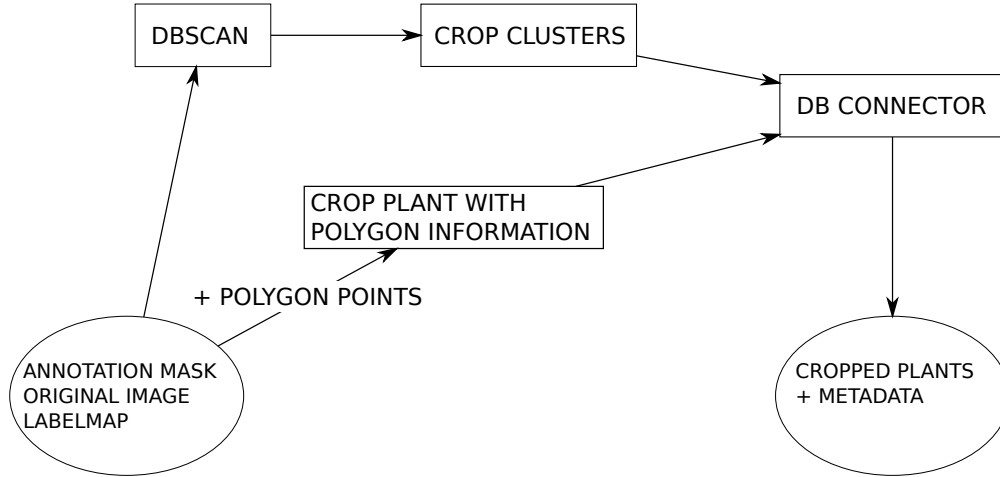 DBSCAN
CROP CLUSTERS
DB CONNECTOR
CROP PLANT WITH
POLYGON INFORMATION
+ POLYGON POINTS
ANNOTATION MASK
ORIGINAL IMAGE
LABELMAP
CROPPED PLANTS
+ METADATA